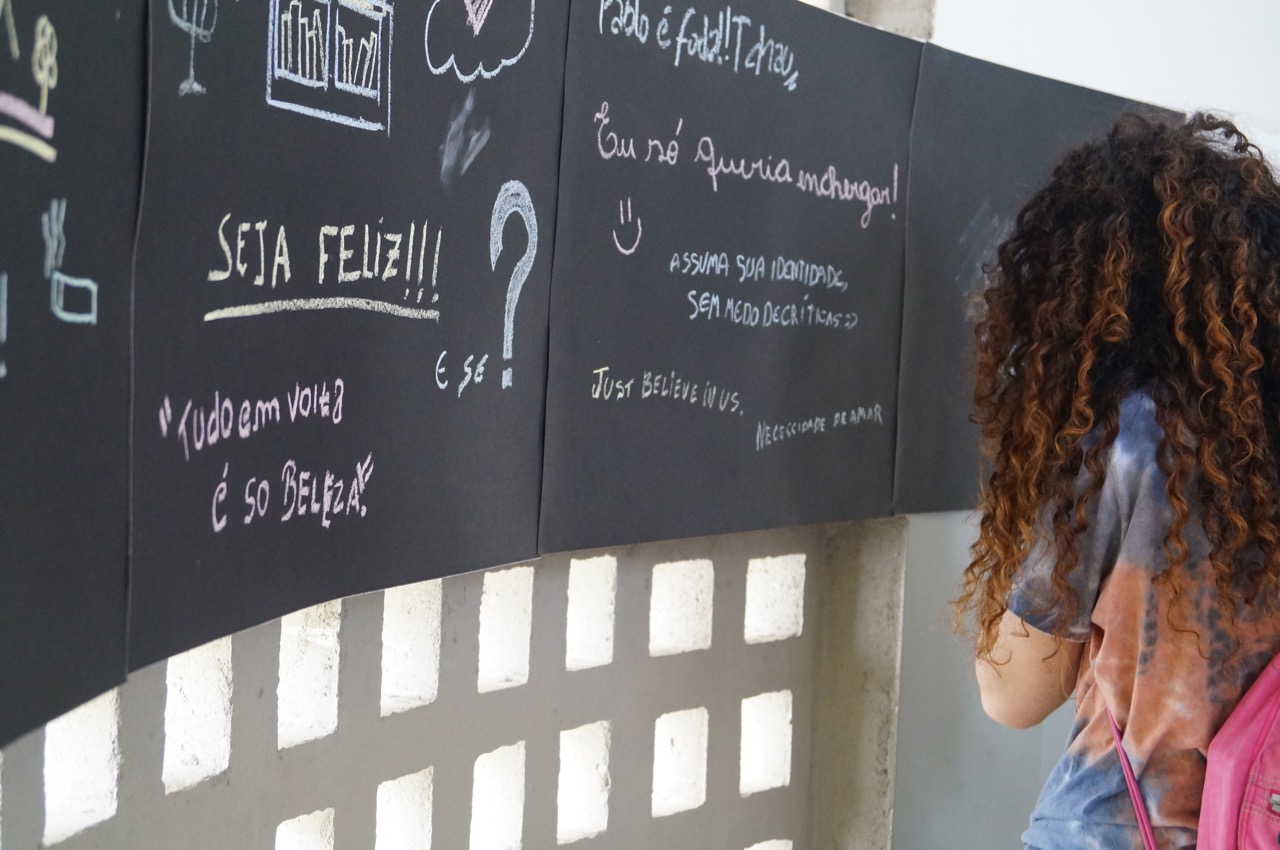 SEJA FELIZ!!!
E SE?
"Tudo em volta
é só BELEZA!"
Pablo é foda!! Tchau,
Eu só queria enchergar!
ASSUMA SUA IDENTIDADE,
SEM MEDO DE CRÍTICAS :)
JUST BELIEVE IN US.
NECESSIDADE DE AMAR